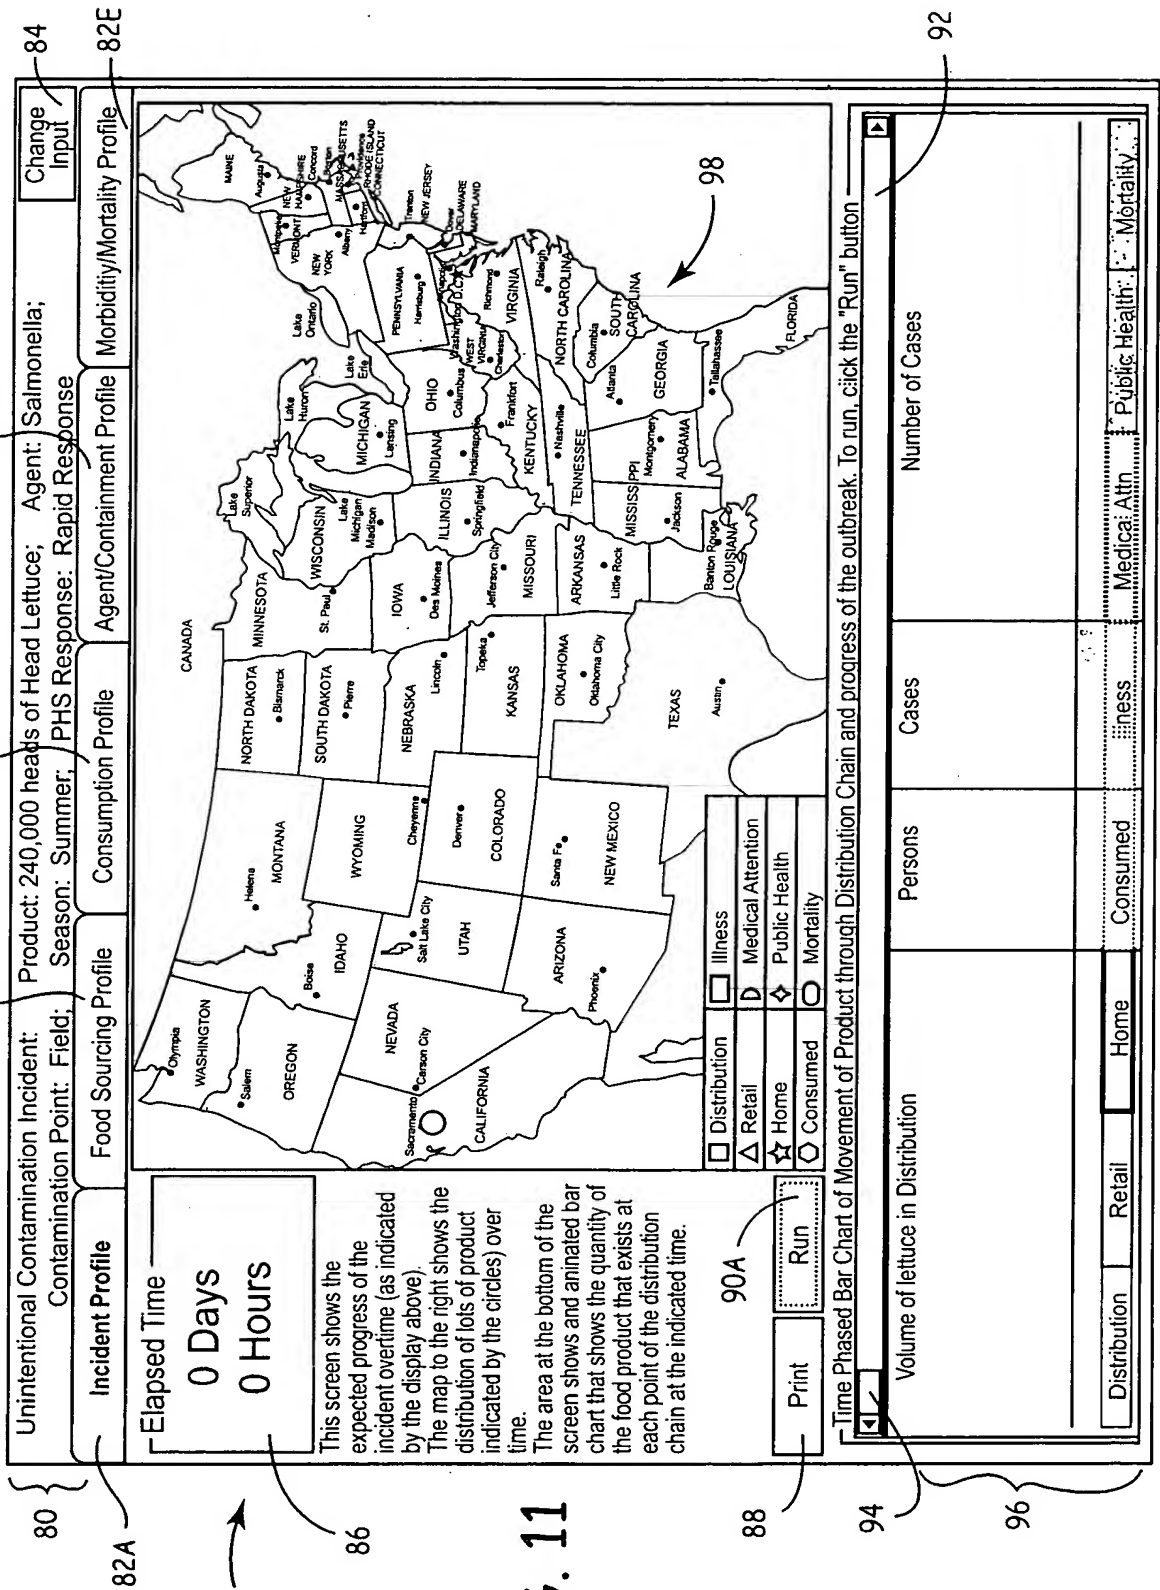 Unintentional Contamination Incident: Product: 240,000 heads of Head Lettuce; Agent: Salmonella;
Contamination Point: Field; Season: Summer; PHS Response: Rapid Response
Change
Input
84
80
Incident Profile
Food Sourcing Profile
Consumption Profile
Agent/Containment Profile
Morbiditiy/Mortality Profile
82A
82E
Elapsed Time
0 Days
0 Hours
86
This screen shows the
expected progress of the
incident overtime (as indicated
by the display above).
The map to the right shows the
distribution of lots of product
indicated by the circles) over
time.
The area at the bottom of the
screen shows and aninated bar
chart that shows the quantity of
the food product that exists at
each point of the distribution
chain at the indicated time.
90A
Print
Run
88
11
CANADA
Olympia
WASHINGTON
Salem
OREGON
Boise
IDAHO
Helena
MONTANA
NORTH DAKOTA
Bismarck
SOUTH DAKOTA
Pierre
MINNESOTA
St. Paul
WISCONSIN
Madison
Lake
Superior
Lake
Michigan
Lake
Huron
MICHIGAN
Lansing
Lake
Erie
Lake
Ontario
MAINE
Augusta
Montpelier
VERMONT
NEW
HAMPSHIRE
Concord
Boston
MASSACHUSETTS
Providence
RHODE ISLAND
CONNECTICUT
Hartford
NEW
YORK
Albany
PENNSYLVANIA
Harrisburg
Trenton
NEW JERSEY
Dover
DELAWARE
MARYLAND
Washington D.C.
WEST
VIRGINIA
Charleston
VIRGINIA
Richmond
NORTH CAROLINA
Raleigh
SOUTH
CAROLINA
Columbia
GEORGIA
Atlanta
FLORIDA
Tallahassee
ALABAMA
Montgomery
MISSISSIPPI
Jackson
LOUISIANA
Banton Rouge
TENNESSEE
Nashville
KENTUCKY
Frankfort
OHIO
Columbus
INDIANA
Indianapolis
ILLINOIS
Springfield
IOWA
Des Moines
MISSOURI
Jefferson City
ARKANSAS
Little Rock
NEBRASKA
Lincoln
KANSAS
Topeka
OKLAHOMA
Oklahoma City
TEXAS
Austin
WYOMING
Cheyenne
COLORADO
Denver
NEW MEXICO
Santa Fe
UTAH
Salt Lake City
ARIZONA
Phoenix
NEVADA
Carson City
CALIFORNIA
Sacramento
98
Distribution
Illness
Retail
Medical Attention
Home
Public Health
Consumed
Mortality
Time Phased Bar Chart of Movement of Product through Distribution Chain and progress of the outbreak. To run, click the "Run" button
94
92
Volume of lettuce in Distribution
Persons
Cases
Number of Cases
96
Distribution
Retail
Home
Consumed
Illness
Medical Attn
Public Health
Mortality